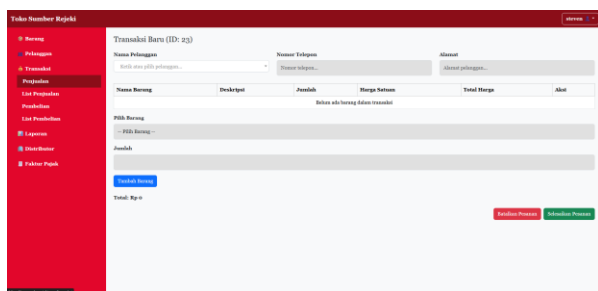 Toko Sumber Rejeki
steven
Barang
Pelanggan
Transaksi
Penjualan
List Penjualan
Pembelian
List Pembelian
Laporan
Distributor
Faktur Pajak
Transaksi Baru (ID: 23)
Nama Pelanggan Nomor Telepon Alamat
Ketik atau pilih pelanggan... Nomor telepon... Alamat pelanggan...
Nama Barang Deskripsi Jumlah Harga Satuan Total Harga Aksi
Belum ada barang dalam transaksi
Pilih Barang
-- Pilih Barang --
Jumlah
Tambah Barang
Total: Rp 0
Batalkan Pesanan Selesaikan Pesanan